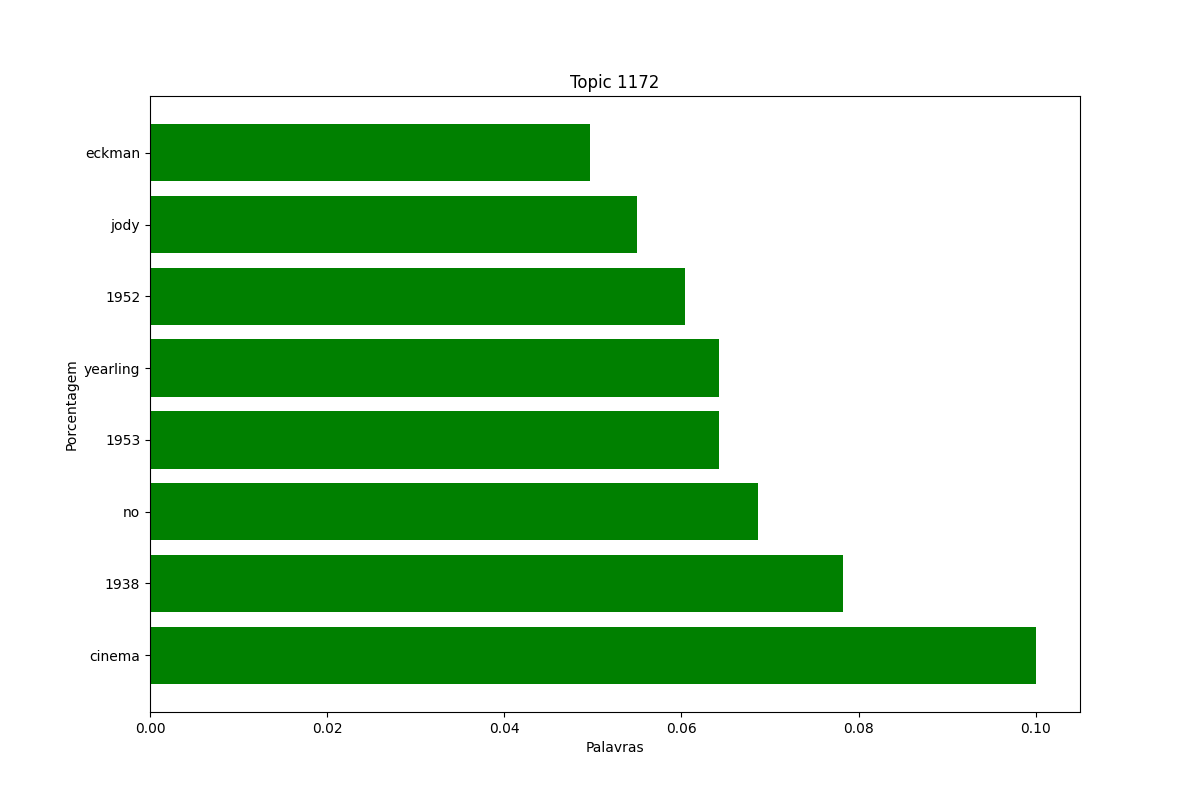 Topic 1172
eckman
jody
1952
yearling
1953
no
1938
cinema
Porcentagem
0.00 0.02 0.04 0.06 0.08 0.10
Palavras